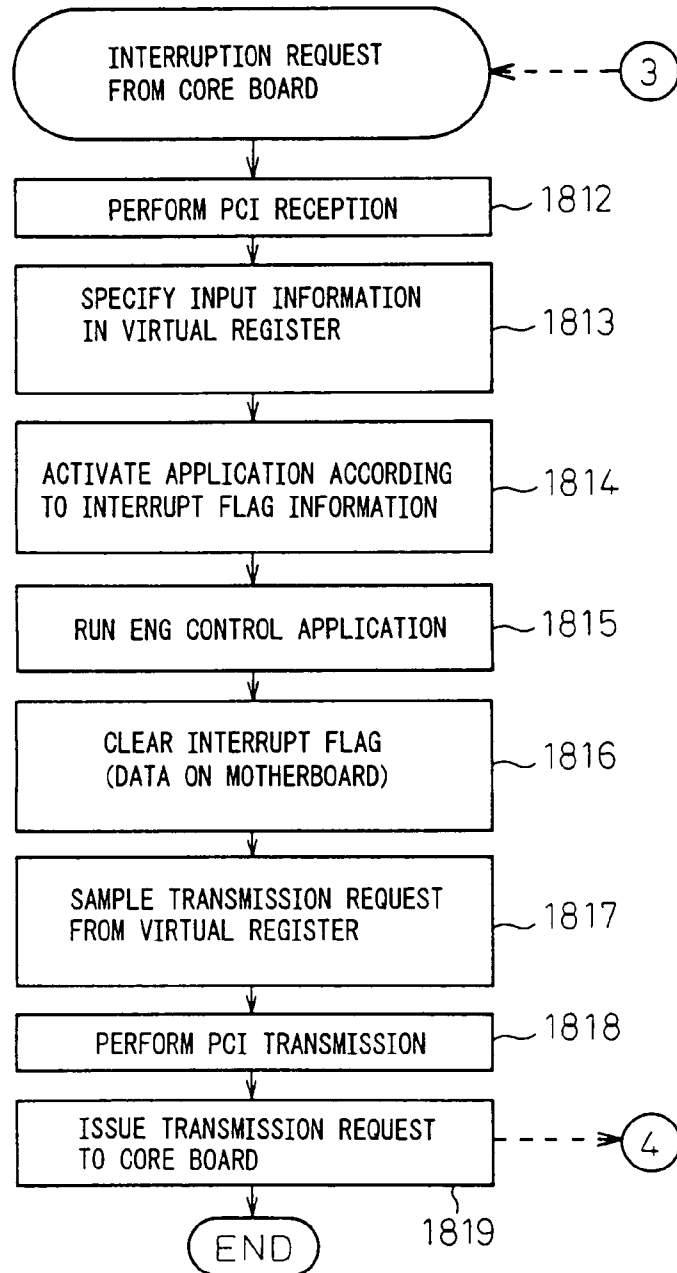 INTERRUPTION REQUEST
FROM CORE BOARD
3
PERFORM PCI RECEPTION
1812
SPECIFY INPUT INFORMATION
IN VIRTUAL REGISTER
1813
ACTIVATE APPLICATION ACCORDING
TO INTERRUPT FLAG INFORMATION
1814
RUN ENG CONTROL APPLICATION
1815
CLEAR INTERRUPT FLAG
(DATA ON MOTHERBOARD)
1816
SAMPLE TRANSMISSION REQUEST
FROM VIRTUAL REGISTER
1817
PERFORM PCI TRANSMISSION
1818
ISSUE TRANSMISSION REQUEST
TO CORE BOARD
4
1819
END